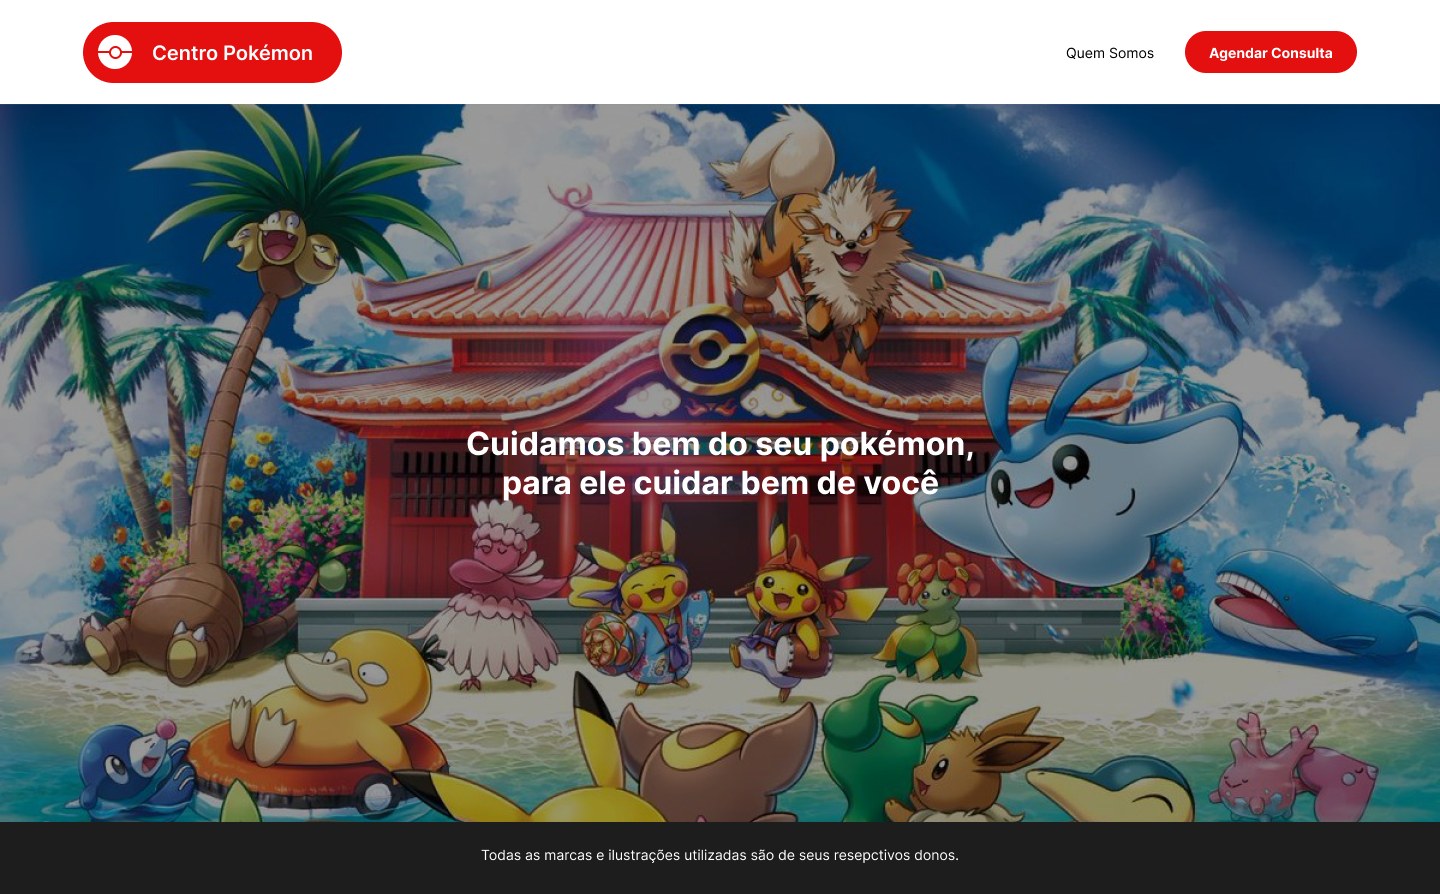 Centro Pokémon
Quem Somos
Agendar Consulta
Cuidamos bem do seu pokémon,
para ele cuidar bem de você
Todas as marcas e ilustrações utilizadas são de seus resepctivos donos.